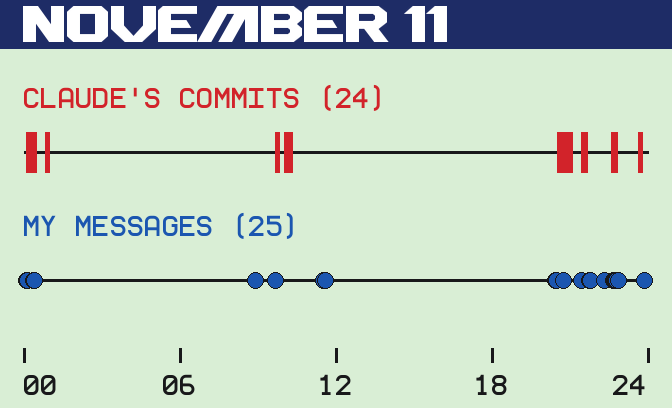 NOVEMBER 11
CLAUDE'S COMMITS (24)
MY MESSAGES (25)
00 06 12 18 24